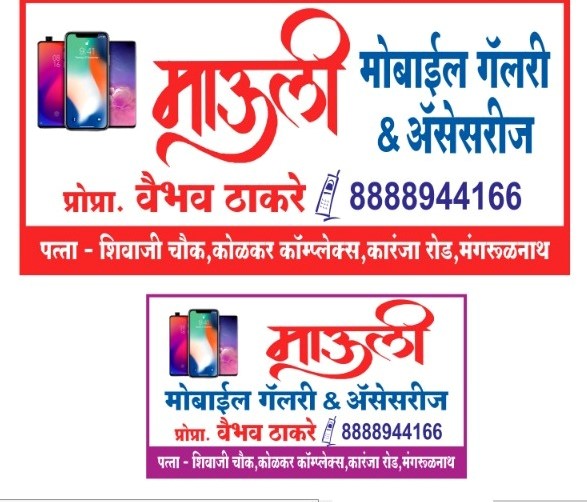 माऊली
मोबाईल गॅलरी
& ॲसेसरीज
प्रोप्रा. वैभव ठाकरे 8888944166
पत्ता - शिवाजी चौक,कोळकर कॉम्प्लेक्स,कारंजा रोड,मंगरूळनाथ
माऊली
मोबाईल गॅलरी & ॲसेसरीज
प्रोप्रा. वैभव ठाकरे 8888944166
पत्ता - शिवाजी चौक,कोळकर कॉम्प्लेक्स,कारंजा रोड,मंगरूळनाथ